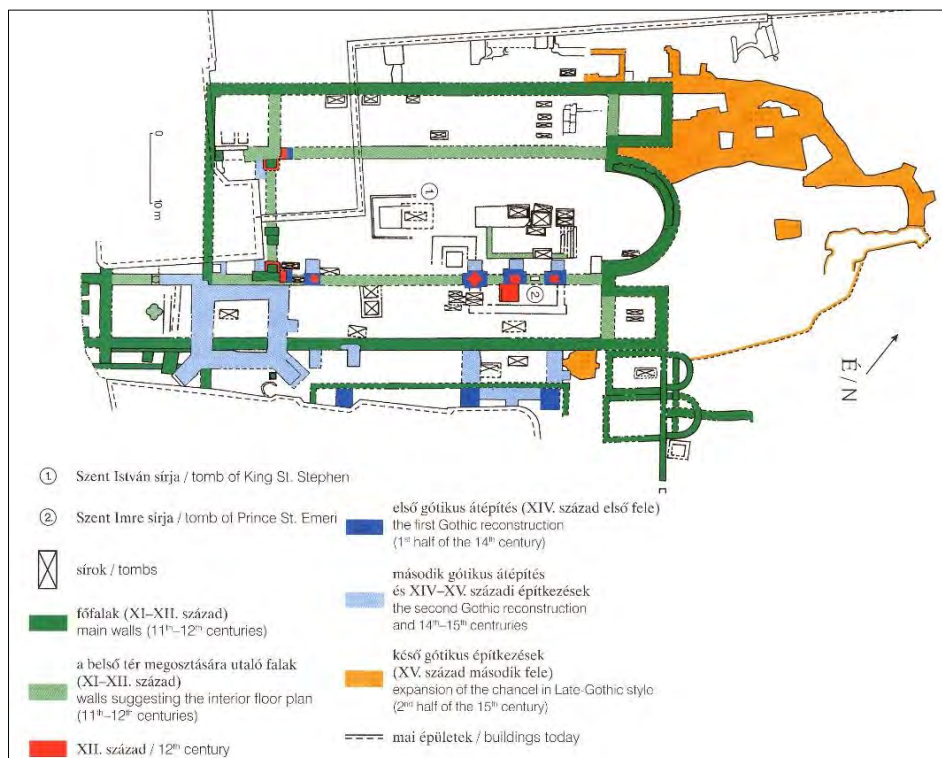 0
10 m
1
2
É/N
1. Szent István sírja / tomb of King St. Stephen
2. Szent Imre sírja / tomb of Prince St. Emeri
sírok / tombs
főfalak (XI–XII. század)
main walls (11th–12th centuries)
a belső tér megosztására utaló falak
(XI–XII. század)
walls suggesting the interior floor plan
(11th–12th centuries)
XII. század / 12th century
első gótikus átépítés (XIV. század első fele)
the first Gothic reconstruction
(1st half of the 14th century)
második gótikus átépítés
és XIV–XV. századi építkezések
the second Gothic reconstruction
and 14th–15th centruries
késő gótikus építkezések
(XV. század második fele)
expansion of the chancel in Late-Gothic style
(2nd half of the 15th century)
mai épületek / buildings today